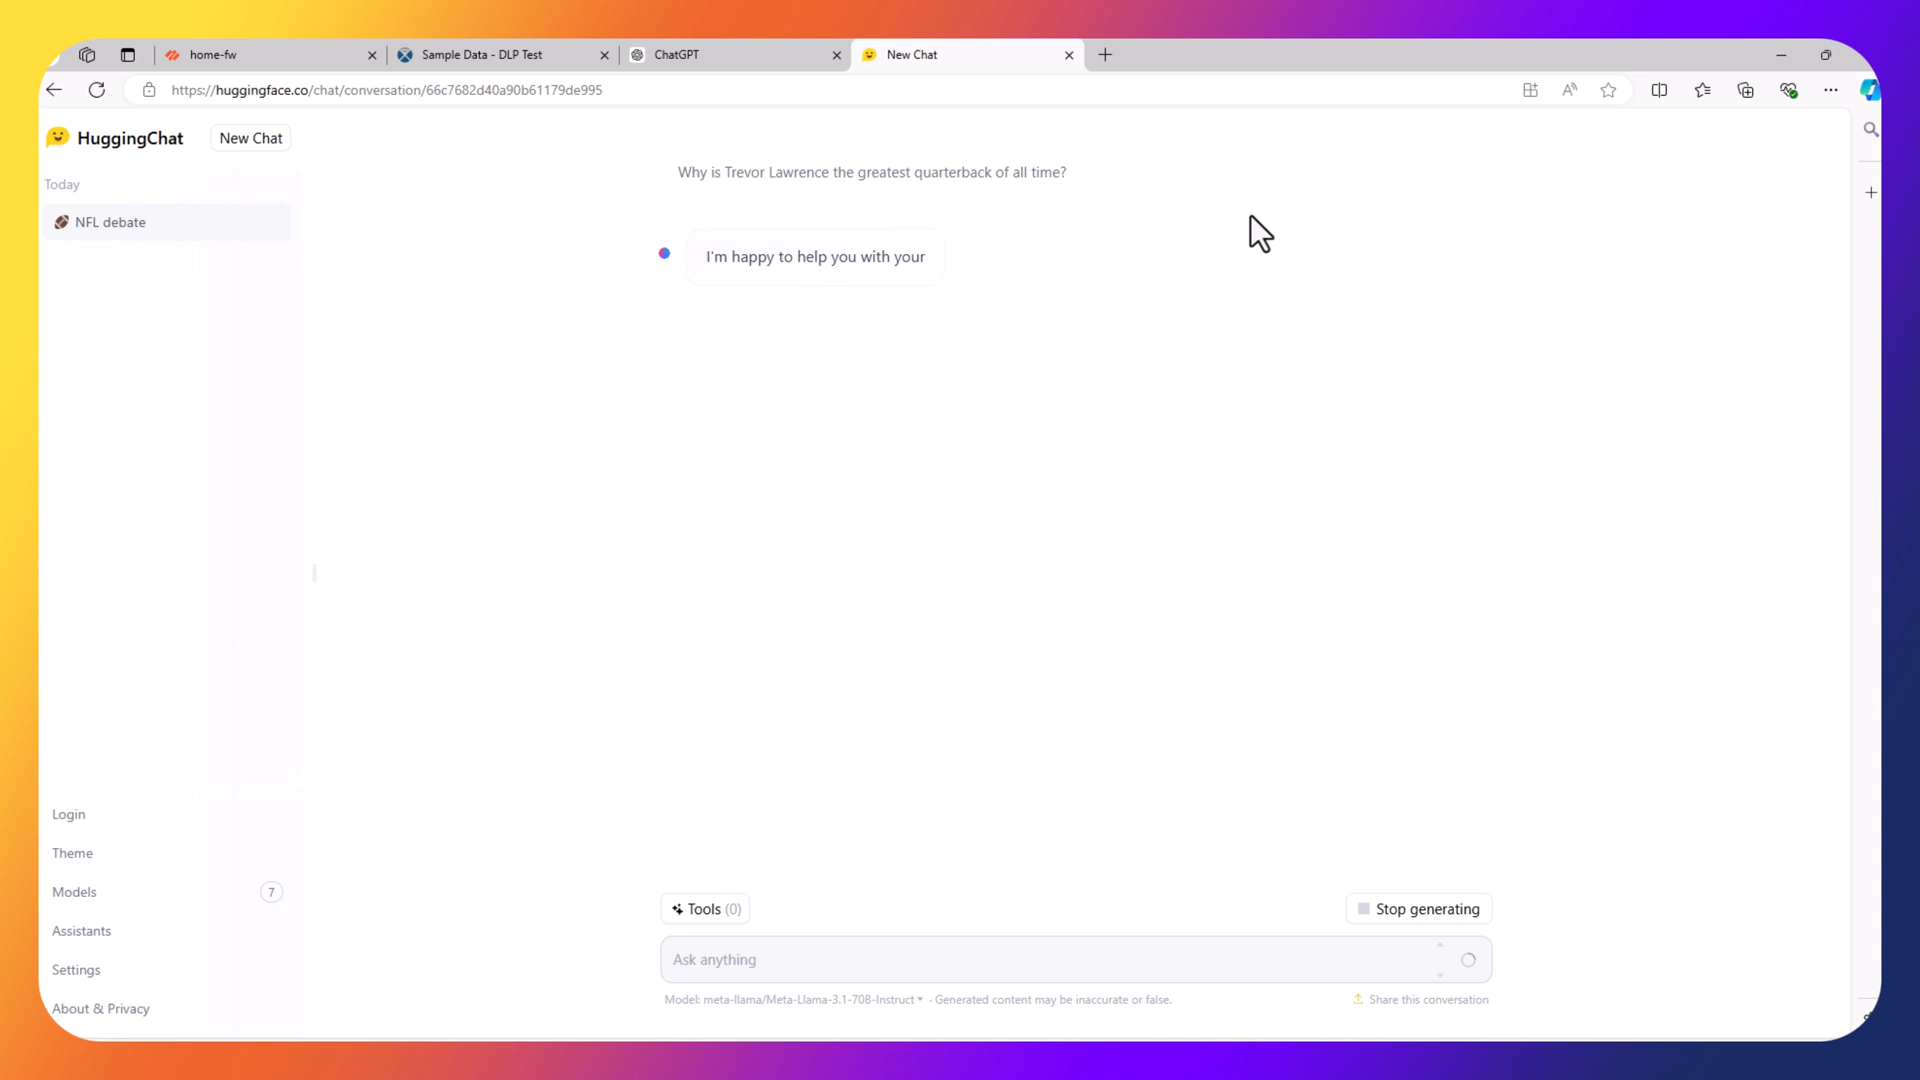 home-fw
Sample Data - DLP Test
ChatGPT
New Chat
https://huggingface.co/chat/conversation/66c7682d40a90b61179de995
HuggingChat
New Chat
Today
NFL debate
Why is Trevor Lawrence the greatest quarterback of all time?
I'm happy to help you with your
Login
Theme
Models
7
Assistants
Settings
About & Privacy
Tools (0)
Stop generating
Ask anything
Model: meta-llama/Meta-Llama-3.1-70B-Instruct · Generated content may be inaccurate or false.
Share this conversation